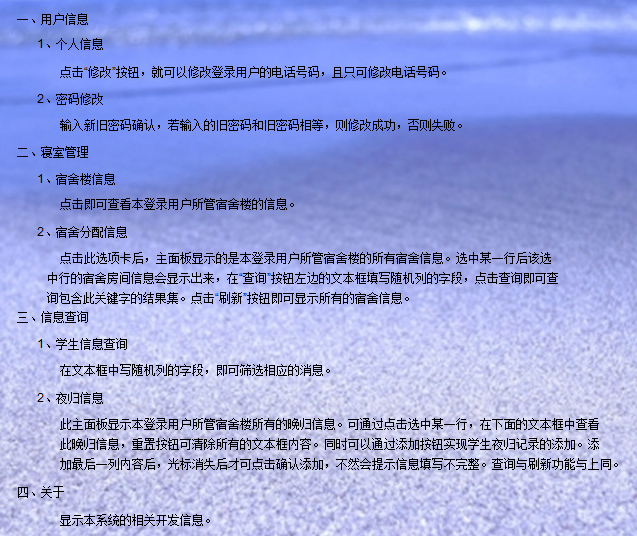 一、用户信息
1、个人信息
点击“修改”按钮，就可以修改登录用户的电话号码，且只可修改电话号码。
2、密码修改
输入新旧密码确认，若输入的旧密码和旧密码相等，则修改成功，否则失败。
二、寝室管理
1、宿舍楼信息
点击即可查看本登录用户所管宿舍楼的信息。
2、宿舍分配信息
点击此选项卡后，主面板显示的是本登录用户所管宿舍楼的所有宿舍信息。选中某一行后该选
中行的宿舍房间信息会显示出来，在“查询”按钮左边的文本框填写随机列的字段，点击查询即可查
询包含此关键字的结果集。点击“刷新”按钮即可显示所有的宿舍信息。
三、信息查询
1、学生信息查询
在文本框中写随机列的字段，即可筛选相应的消息。
2、夜归信息
此主面板显示本登录用户所管宿舍楼所有的晚归信息。可通过点击选中某一行，在下面的文本框中查看
此晚归信息，重置按钮可清除所有的文本框内容。同时可以通过添加按钮实现学生夜归记录的添加。添
加最后一列内容后，光标消失后才可点击确认添加，不然会提示信息填写不完整。查询与刷新功能与上同。
四、关于
显示本系统的相关开发信息。